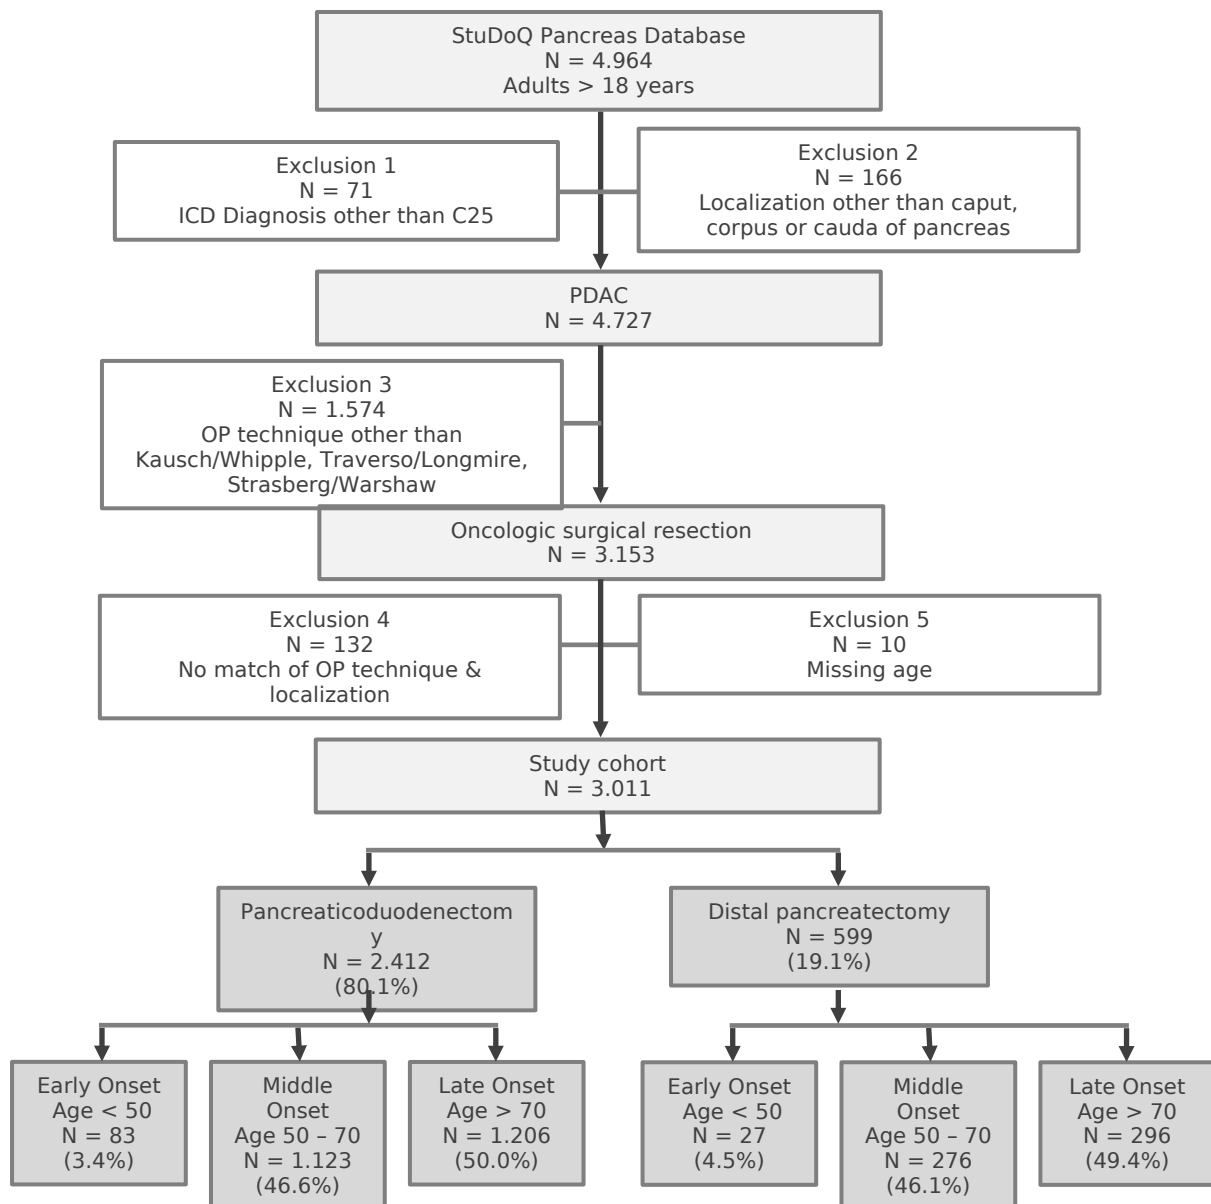 StuDoQ Pancreas Database
N = 4.964
Adults > 18 years
Exclusion 1
N = 71
ICD Diagnosis other than C25
Exclusion 2
N = 166
Localization other than caput,
corpus or cauda of pancreas
PDAC
N = 4.727
Exclusion 3
N = 1.574
OP technique other than
Kausch/Whipple, Traverso/Longmire,
Strasberg/Warshaw
Oncologic surgical resection
N = 3.153
Exclusion 4
N = 132
No match of OP technique &
localization
Exclusion 5
N = 10
Missing age
Study cohort
N = 3.011
Pancreaticoduodenectom
y
N = 2.412
(80.1%)
Distal pancreatectomy
N = 599
(19.1%)
Early Onset
Age < 50
N = 83
(3.4%)
Middle
Onset
Age 50 – 70
N = 1.123
(46.6%)
Late Onset
Age > 70
N = 1.206
(50.0%)
Early Onset
Age < 50
N = 27
(4.5%)
Middle
Onset
Age 50 – 70
N = 276
(46.1%)
Late Onset
Age > 70
N = 296
(49.4%)